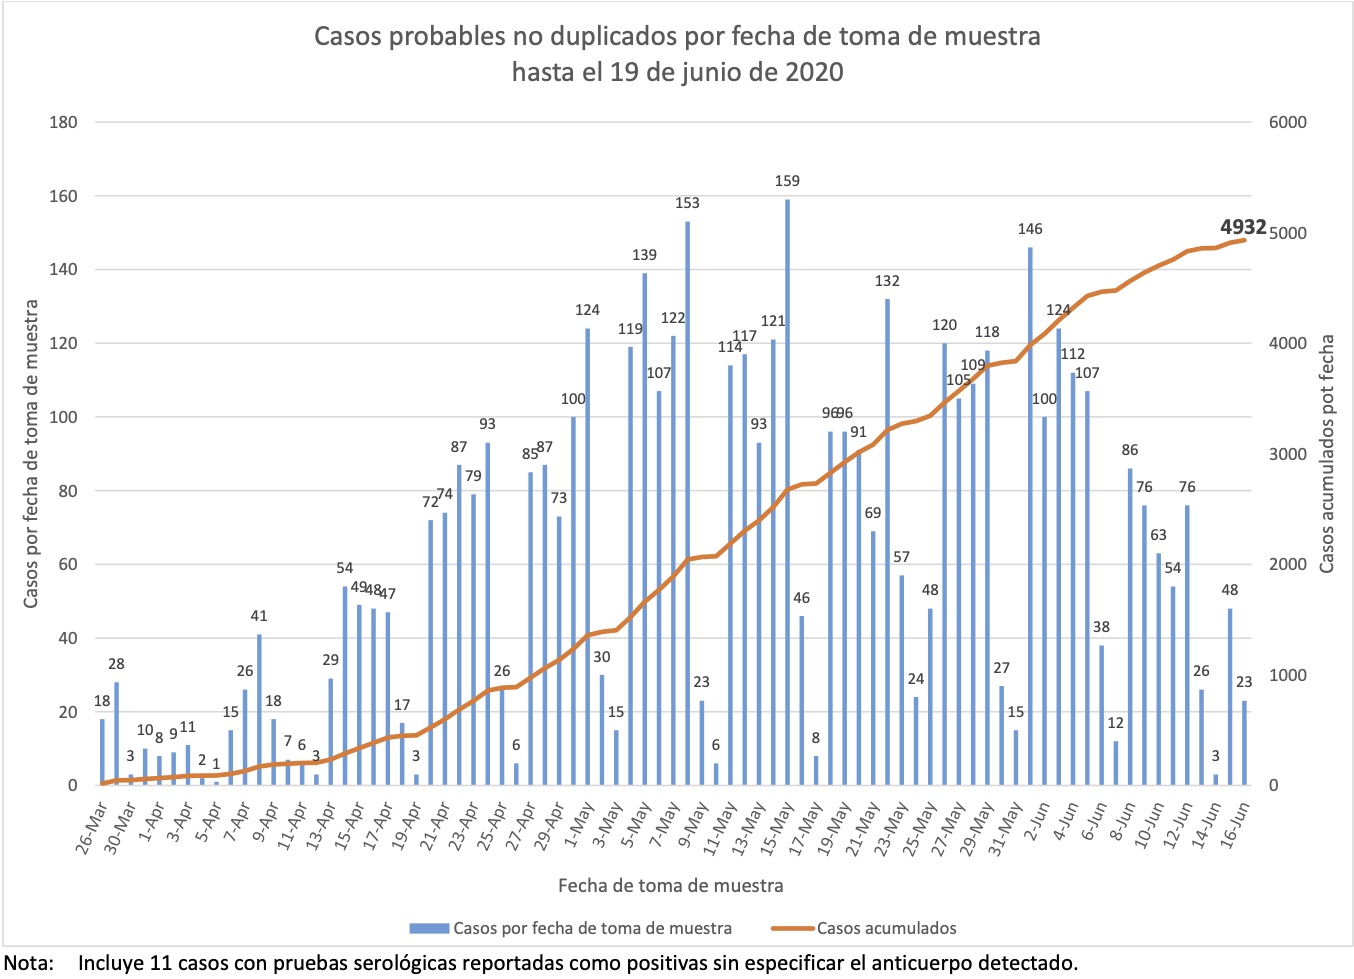 Casos probables no duplicados por fecha de toma de muestra
hasta el 19 de junio de 2020
180
160
140
120
100
80
60
40
20
0
Casos por fecha de toma de muestra
6000
5000
4000
3000
2000
1000
0
Casos acumulados pot fecha
18
28
3
10
8
9
11
2
1
15
26
41
18
7
6
3
29
54
49
48
47
17
3
72
74
87
79
93
26
6
85
87
73
100
124
30
15
119
139
107
122
153
23
6
114
117
93
121
159
46
8
96
96
91
69
132
57
24
48
120
105
109
118
27
15
146
100
124
112
107
38
12
86
76
63
54
76
26
3
48
23
4932
26-Mar
30-Mar
1-Apr
3-Apr
5-Apr
7-Apr
9-Apr
11-Apr
13-Apr
15-Apr
17-Apr
19-Apr
21-Apr
23-Apr
25-Apr
27-Apr
29-Apr
1-May
3-May
5-May
7-May
9-May
11-May
13-May
15-May
17-May
19-May
21-May
23-May
25-May
27-May
29-May
31-May
2-Jun
4-Jun
6-Jun
8-Jun
10-Jun
12-Jun
14-Jun
16-Jun
Fecha de toma de muestra
Casos por fecha de toma de muestra
Casos acumulados
Nota: Incluye 11 casos con pruebas serológicas reportadas como positivas sin especificar el anticuerpo detectado.